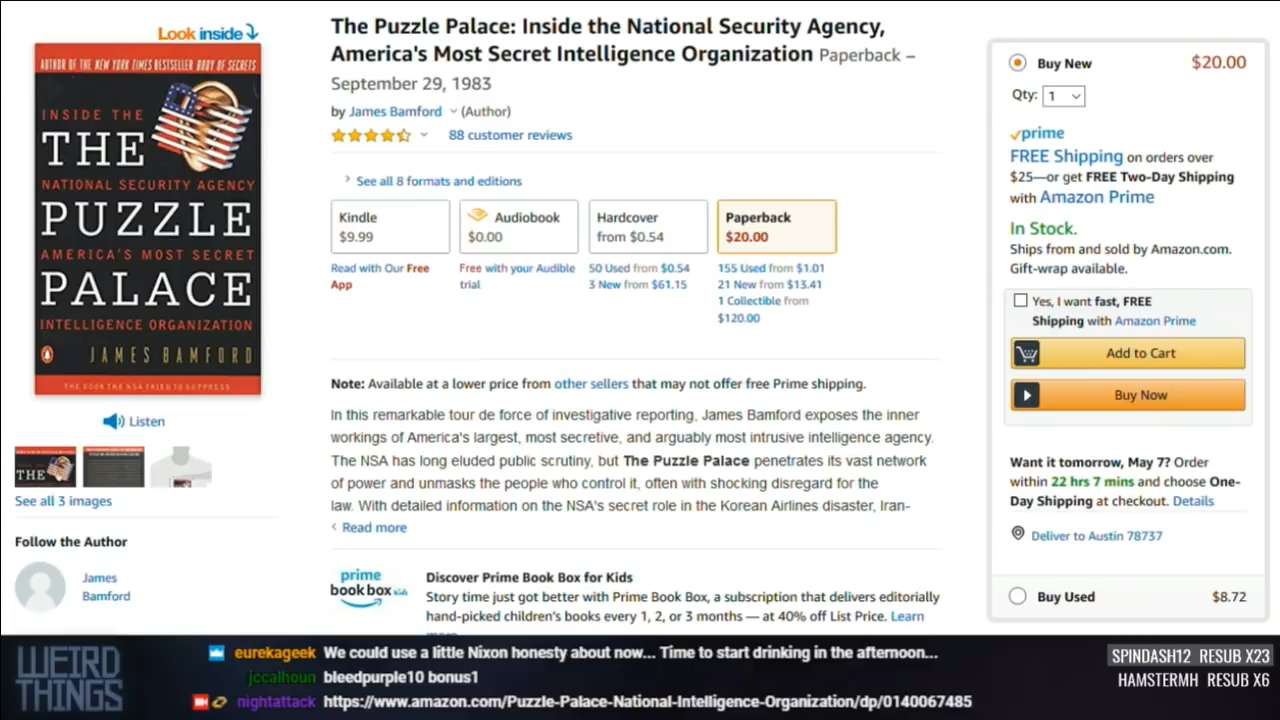 Look inside
AUTHOR OF THE NEW YORK TIMES BESTSELLER BODY OF SECRETS
INSIDE THE
THE
NATIONAL SECURITY AGENCY
PUZZLE
AMERICA'S MOST SECRET
PALACE
INTELLIGENCE ORGANIZATION
JAMES BAMFORD
THE BOOK THE NSA TRIED TO SUPPRESS
Listen
THE
See all 3 images
Follow the Author
James
Bamford
The Puzzle Palace: Inside the National Security Agency,
America's Most Secret Intelligence Organization Paperback –
September 29, 1983
by James Bamford (Author)
88 customer reviews
See all 8 formats and editions
Kindle
$9.99
Read with Our Free
App
Audiobook
$0.00
Free with your Audible
trial
Hardcover
from $0.54
50 Used from $0.54
3 New from $61.15
Paperback
$20.00
155 Used from $1.01
21 New from $13.41
1 Collectible from
$120.00
Note: Available at a lower price from other sellers that may not offer free Prime shipping.
In this remarkable tour de force of investigative reporting, James Bamford exposes the inner
workings of America's largest, most secretive, and arguably most intrusive intelligence agency.
The NSA has long eluded public scrutiny, but The Puzzle Palace penetrates its vast network
of power and unmasks the people who control it, often with shocking disregard for the
law. With detailed information on the NSA's secret role in the Korean Airlines disaster, Iran-
Read more
prime
book box kids
Discover Prime Book Box for Kids
Story time just got better with Prime Book Box, a subscription that delivers editorially
hand-picked children's books every 1, 2, or 3 months — at 40% off List Price. Learn
more
Buy New $20.00
Qty: 1
prime
FREE Shipping on orders over
$25—or get FREE Two-Day Shipping
with Amazon Prime
In Stock.
Ships from and sold by Amazon.com.
Gift-wrap available.
Yes, I want fast, FREE
Shipping with Amazon Prime
Add to Cart
Buy Now
Want it tomorrow, May 7? Order
within 22 hrs 7 mins and choose One-
Day Shipping at checkout. Details
Deliver to Austin 78737
Buy Used $8.72
WEIRD
THINGS
eurekageek We could use a little Nixon honesty about now... Time to start drinking in the afternoon...
jccalhoun bleedpurple10 bonus1
nightattack https://www.amazon.com/Puzzle-Palace-National-Intelligence-Organization/dp/0140067485
SPINDASH12 RESUB X23
HAMSTERMH RESUB X6